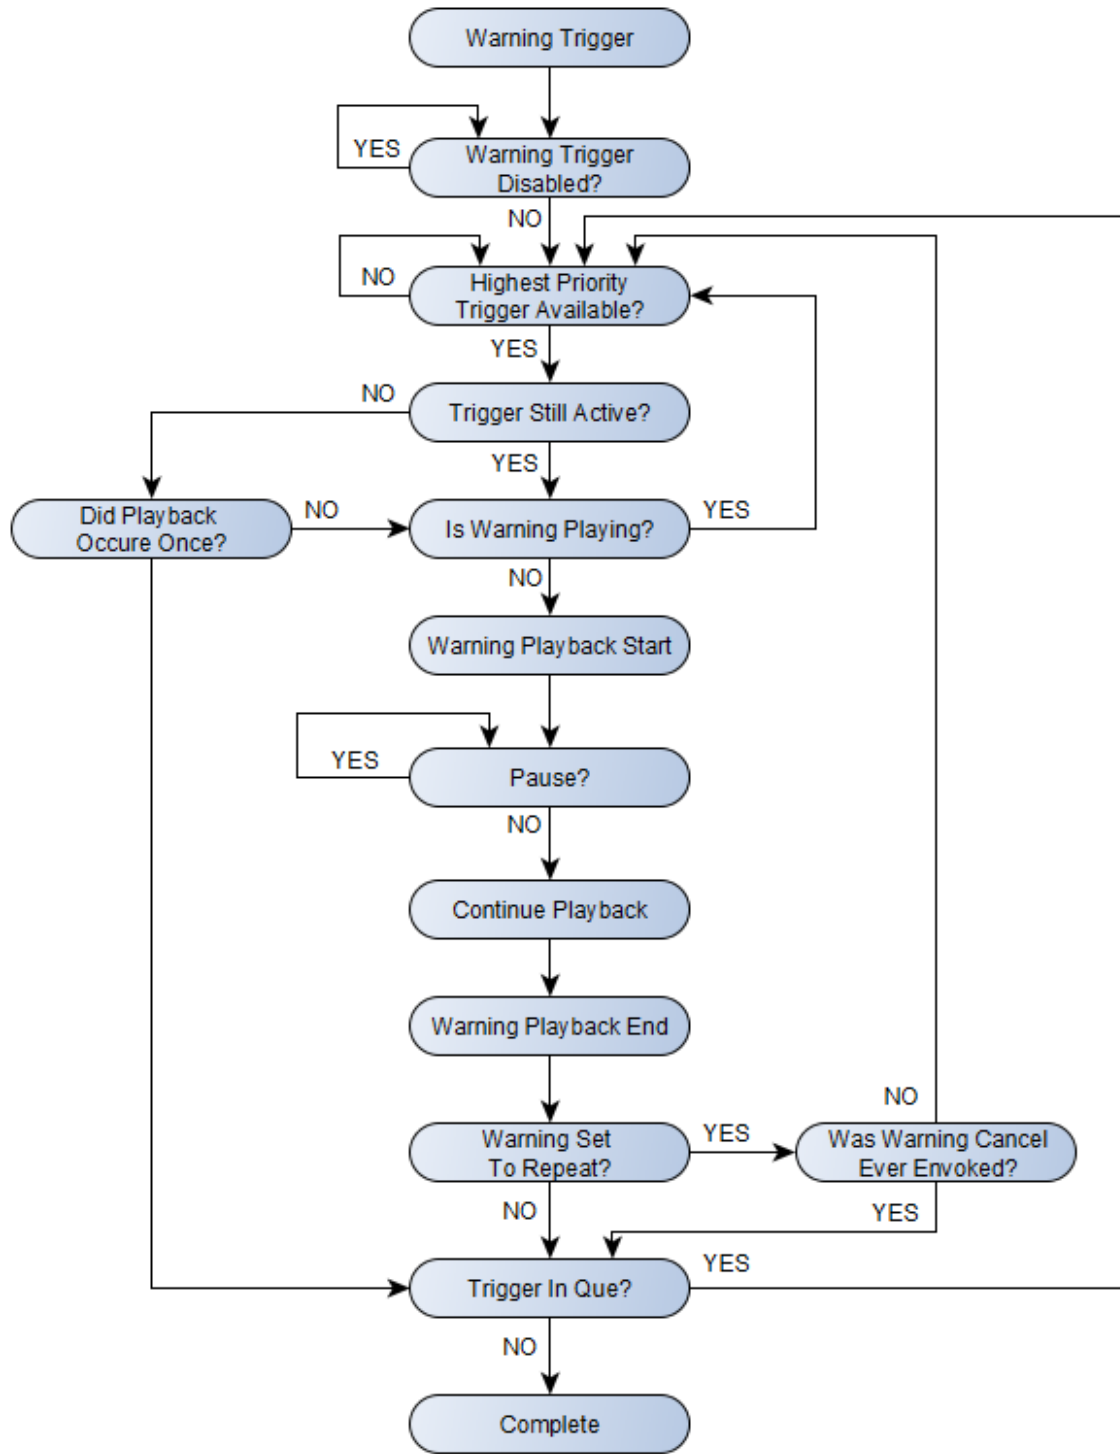 Warning Trigger
YES
Warning Trigger
Disabled?
NO
NO
Highest Priority
Trigger Available?
YES
NO
Trigger Still Active?
YES
Did Playback
Occure Once?
NO
Is Warning Playing?
YES
NO
Warning Playback Start
YES
Pause?
NO
Continue Playback
Warning Playback End
NO
Warning Set
To Repeat?
YES
Was Warning Cancel
Ever Envoked?
NO
YES
Trigger In Que?
YES
NO
Complete